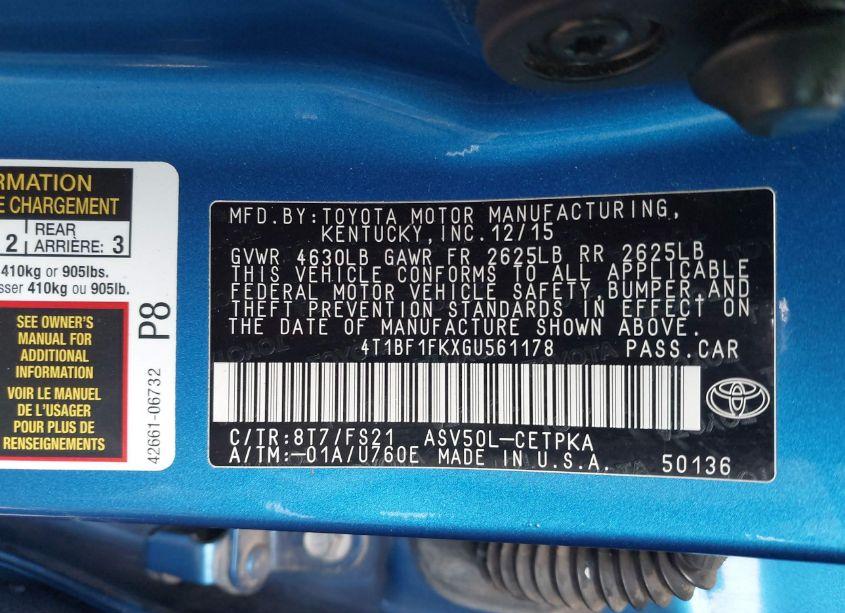 RMATION
E CHARGEMENT
2
REAR
ARRIÈRE: 3
410kg or 905lbs.
sser 410kg ou 905lb.
SEE OWNER'S
MANUAL FOR
ADDITIONAL
INFORMATION
VOIR LE MANUEL
DE L'USAGER
POUR PLUS DE
RENSEIGNEMENTS
42661-06732
P8
MFD.BY:TOYOTA MOTOR MANUFACTURING,
KENTUCKY,INC.12/15
GVWR 4630LB GAWR FR 2625LB RR 2625LB
THIS VEHICLE CONFORMS TO ALL APPLICABLE
FEDERAL MOTOR VEHICLE SAFETY,BUMPER,AND
THEFT PREVENTION STANDARDS IN EFFECT ON
THE DATE OF MANUFACTURE SHOWN ABOVE.
4T1BF1FKXGU561178 PASS.CAR
C/TR:8T7/FS21 ASV50L-CETPKA
A/TM:-01A/U760E MADE IN U.S.A. 50136
TOYOTA